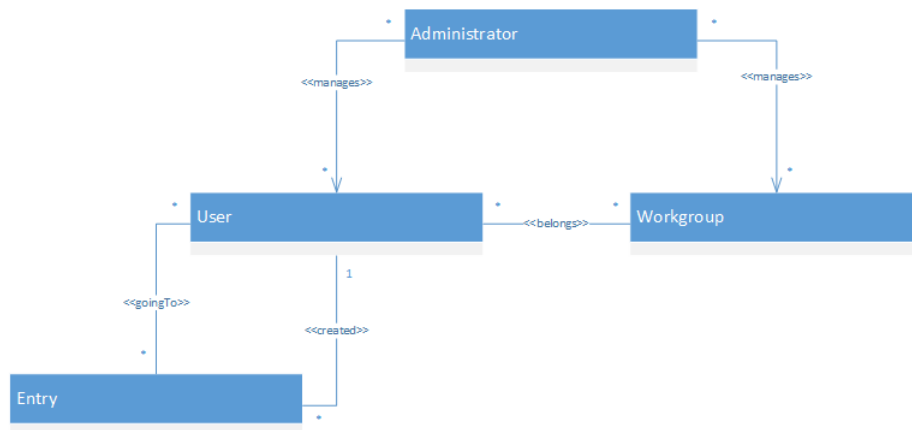 * Administrator *
<<manages>> <<manages>>
* *
* User * * Workgroup
<<belongs>>
1
<<goingTo>>
<<created>>
*
Entry
*